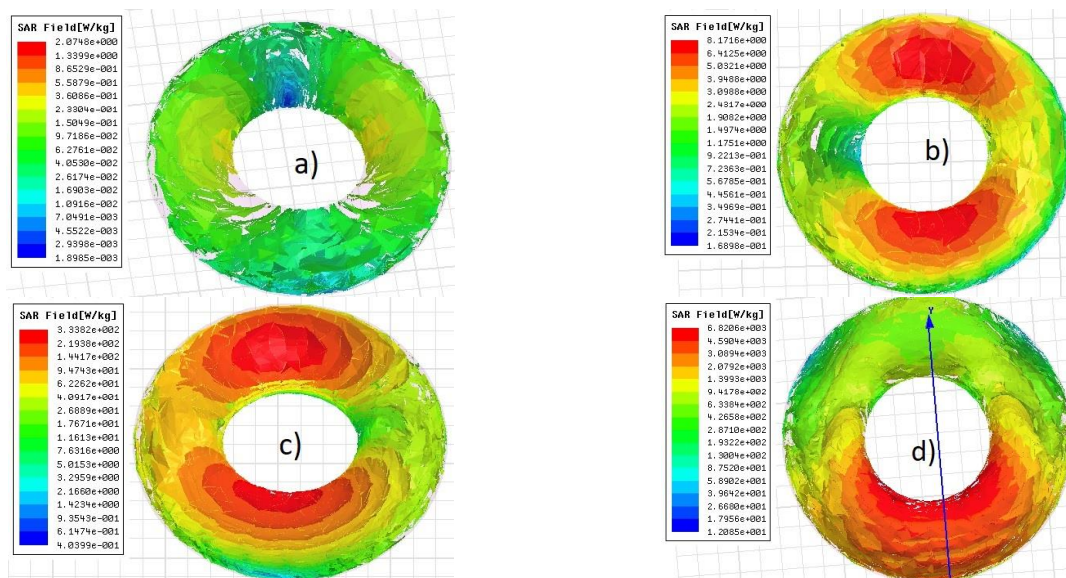 SAR Field[W/kg]
2.0748e+000
1.3399e+000
8.6529e-001
5.5879e-001
3.6086e-001
2.3304e-001
1.5049e-001
9.7186e-002
6.2761e-002
4.0530e-002
2.6174e-002
1.6903e-002
1.0916e-002
7.0491e-003
4.5522e-003
2.9398e-003
1.8985e-003
a)
SAR Field[W/kg]
8.1716e+000
6.4125e+000
5.0321e+000
3.9488e+000
3.0988e+000
2.4317e+000
1.9082e+000
1.4974e+000
1.1751e+000
9.2213e-001
7.2363e-001
5.6785e-001
4.4561e-001
3.4969e-001
2.7441e-001
2.1534e-001
1.6898e-001
b)
SAR Field[W/kg]
3.3382e+002
2.1938e+002
1.4417e+002
9.4743e+001
6.2262e+001
4.0917e+001
2.6889e+001
1.7671e+001
1.1613e+001
7.6316e+000
5.0153e+000
3.2959e+000
2.1660e+000
1.4234e+000
9.3543e-001
6.1474e-001
4.0399e-001
c)
SAR Field[W/kg]
6.8206e+003
4.5904e+003
3.0894e+003
2.0792e+003
1.3993e+003
9.4178e+002
6.3384e+002
4.2658e+002
2.8710e+002
1.9322e+002
1.3004e+002
8.7520e+001
5.8902e+001
3.9642e+001
2.6680e+001
1.7956e+001
1.2085e+001
Y
d)